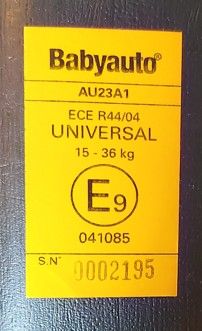 Babyauto®
AU23A1
ECE R44/04
UNIVERSAL
15 - 36 kg
E9
041085
S.N° 0002195